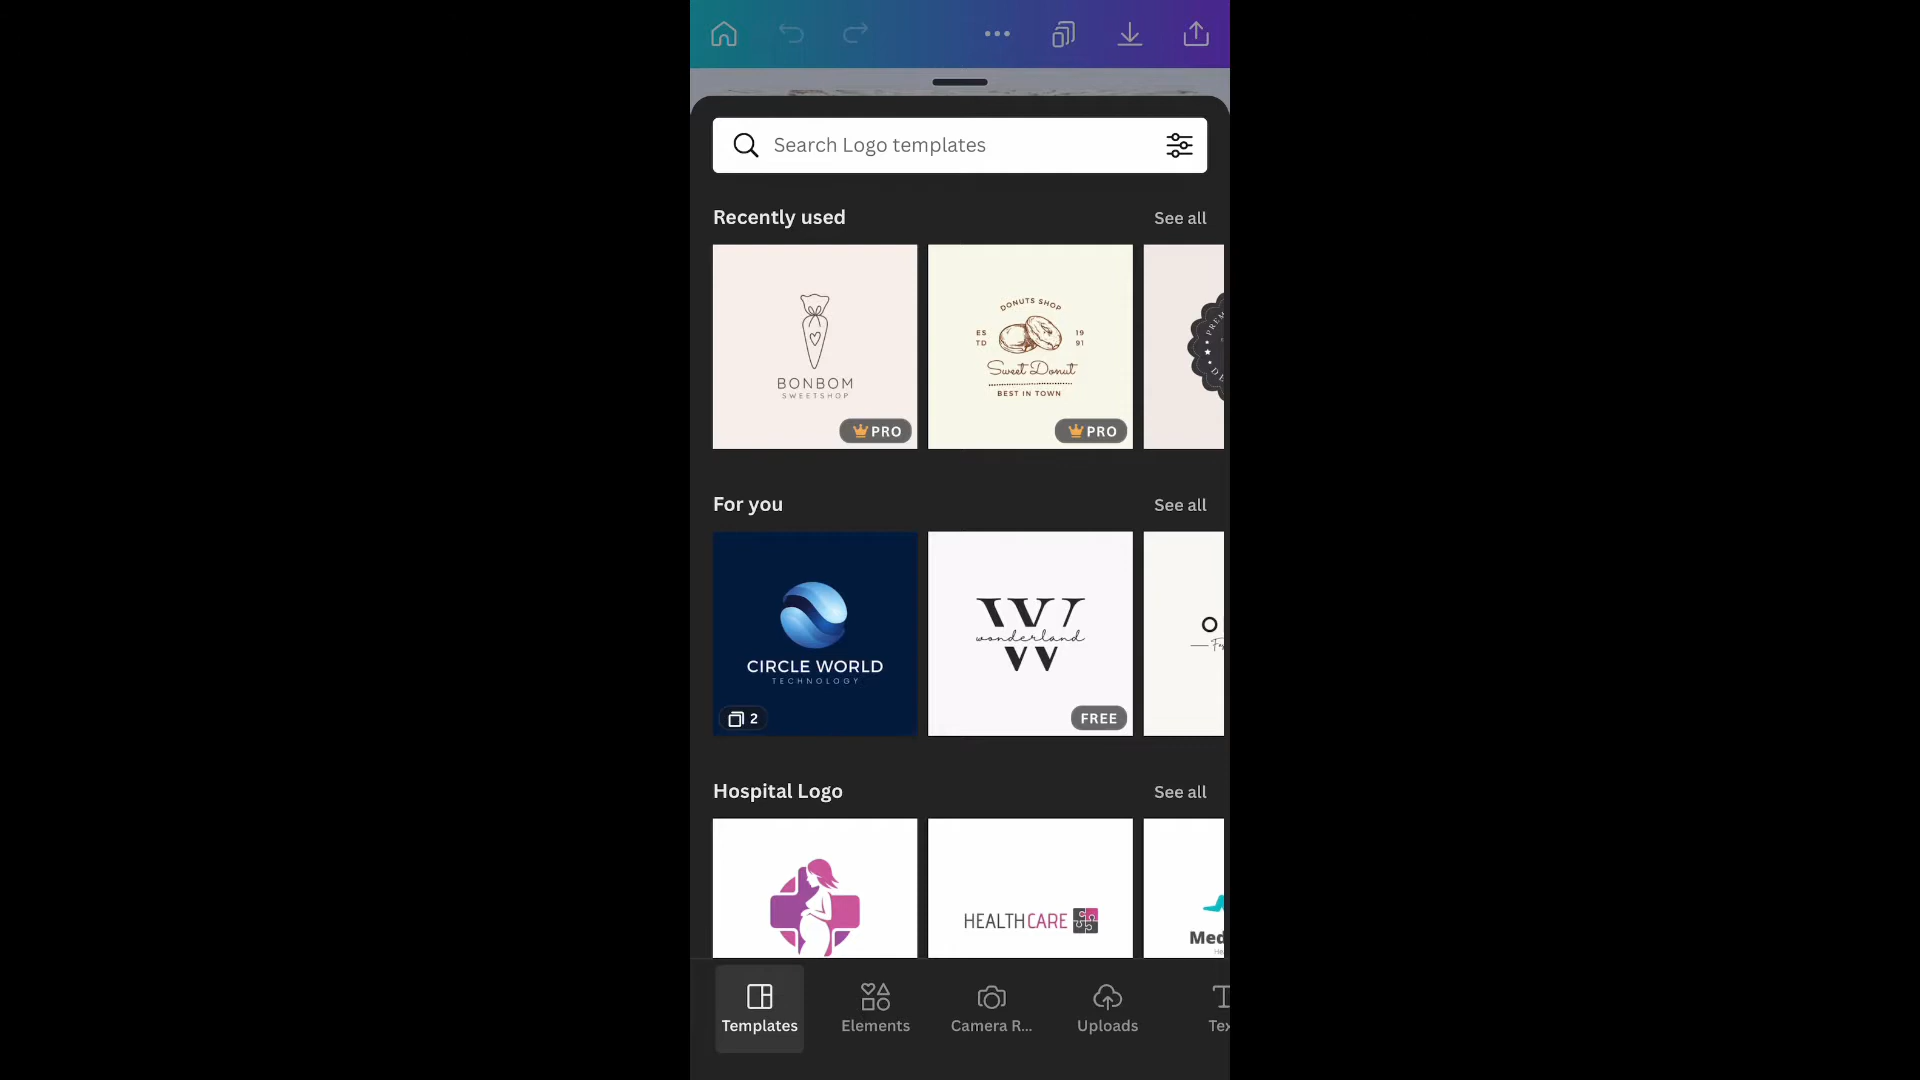 Search Logo templates
Recently used
See all
BONBOM
SWEETSHOP
PRO
DONUTS SHOP
ES
TD
19
91
Sweet Donut
BEST IN TOWN
PRO
PREM
DE
For you
See all
CIRCLE WORLD
TECHNOLOGY
2
W
wonderland
FREE
O
Hospital Logo
See all
HEALTHCARE
Med
Templates
Elements
Camera R...
Uploads
Tex